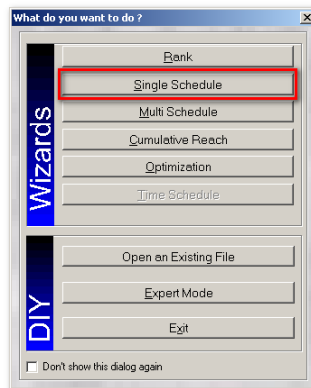 What do you want to do ?
Wizards
Rank
Single Schedule
Multi Schedule
Cumulative Reach
Optimization
Time Schedule
DIY
Open an Existing File
Expert Mode
Exit
Don't show this dialog again